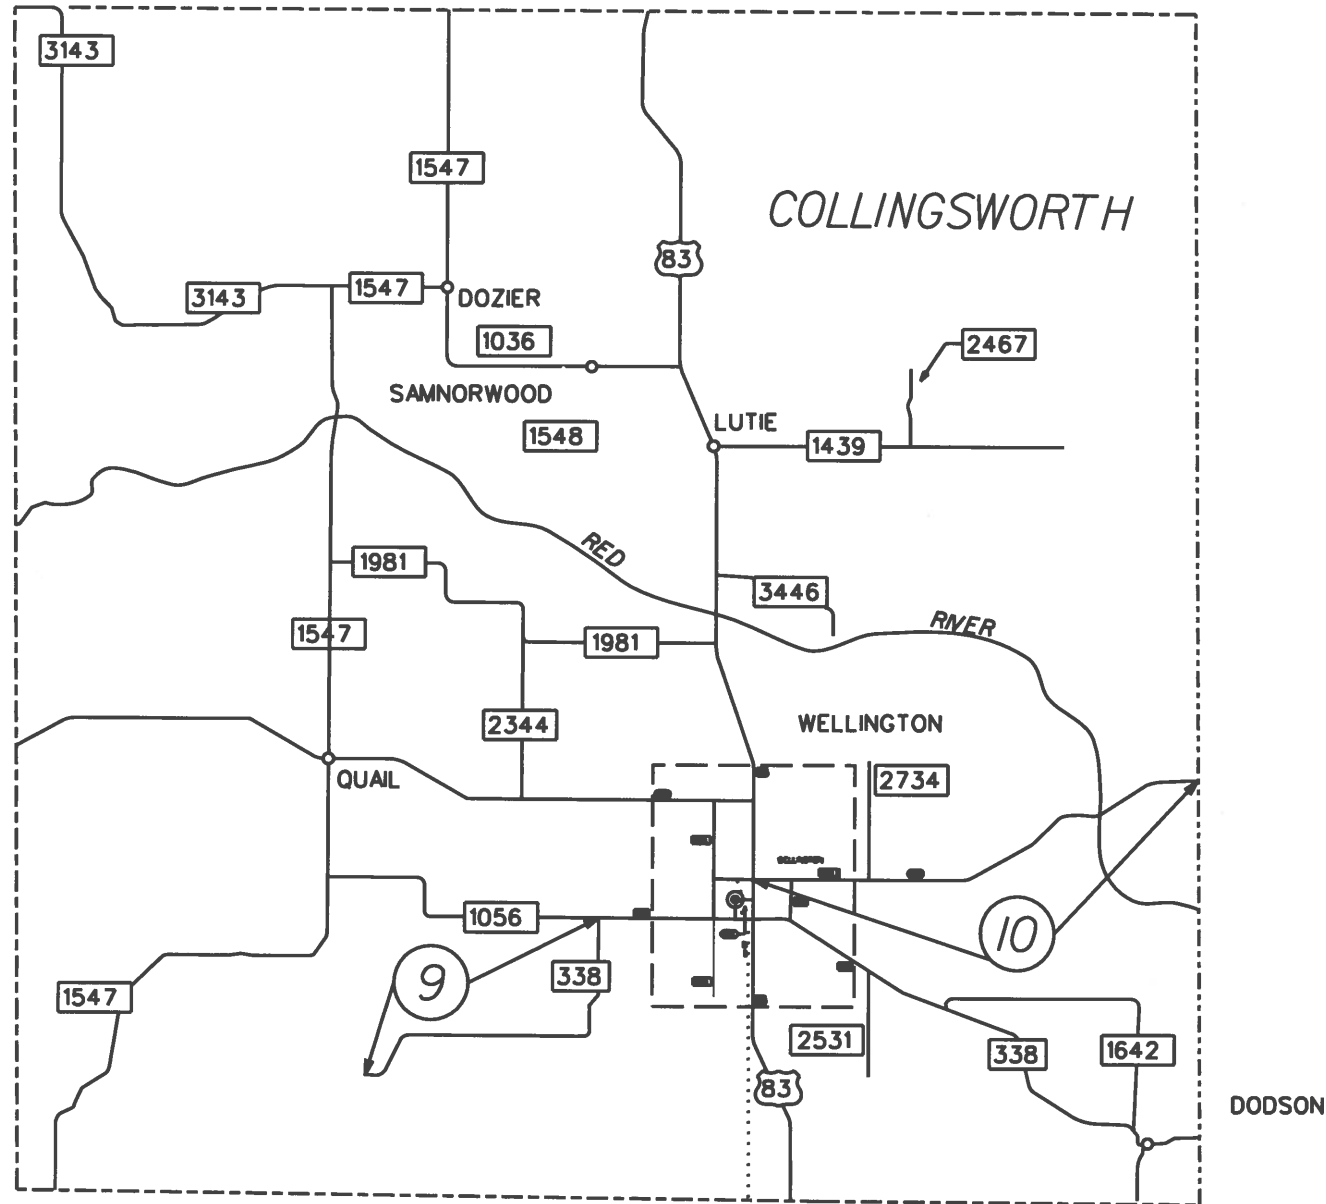 3143
1547
COLLINGSWORTH
83
3143
1547
DOZIER
1036
2467
SAMNORWOOD
LUTIE
1548
1439
RED
1981
3446
RIVER
1547
1981
2344
WELLINGTON
QUAIL
2734
1056
10
9
338
1547
2531
338
1642
83
DODSON